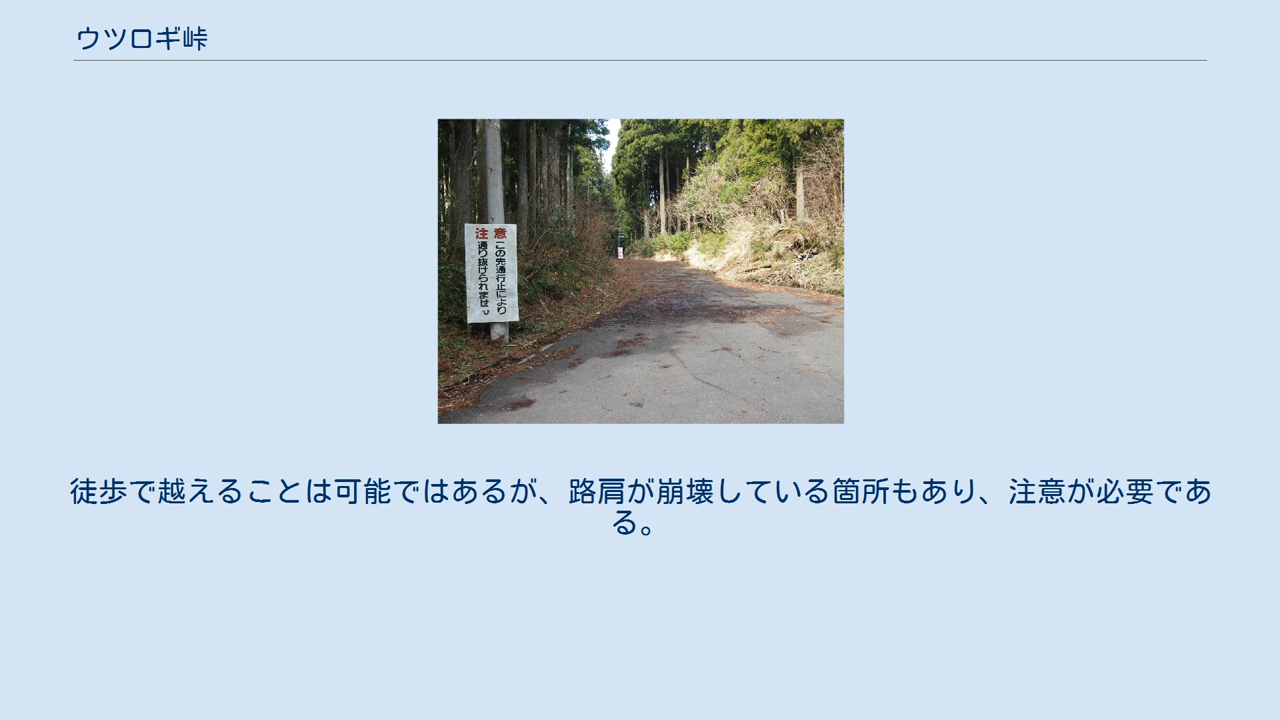 ウツロギ峠
注意
この先通行止により
通り抜けられません
徒歩で越えることは可能ではあるが、路肩が崩壊している箇所もあり、注意が必要であ
る。